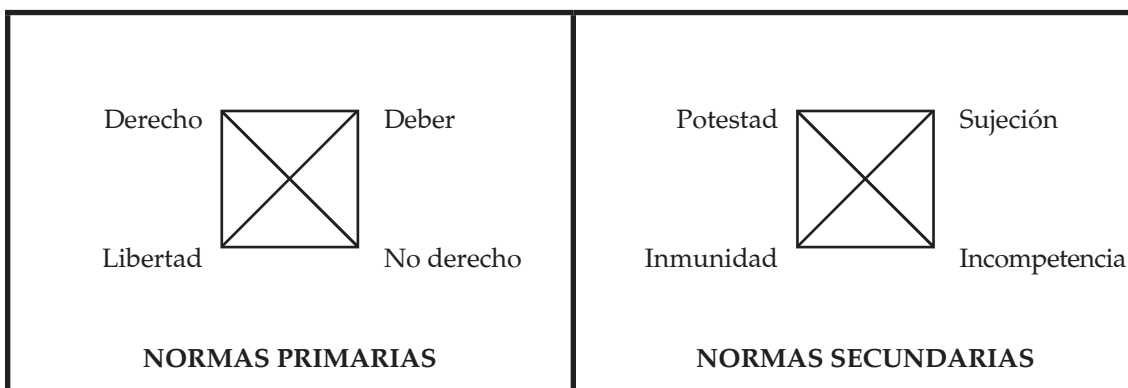 Derecho Deber
Libertad No derecho
NORMAS PRIMARIAS
Potestad Sujeción
Inmunidad Incompetencia
NORMAS SECUNDARIAS